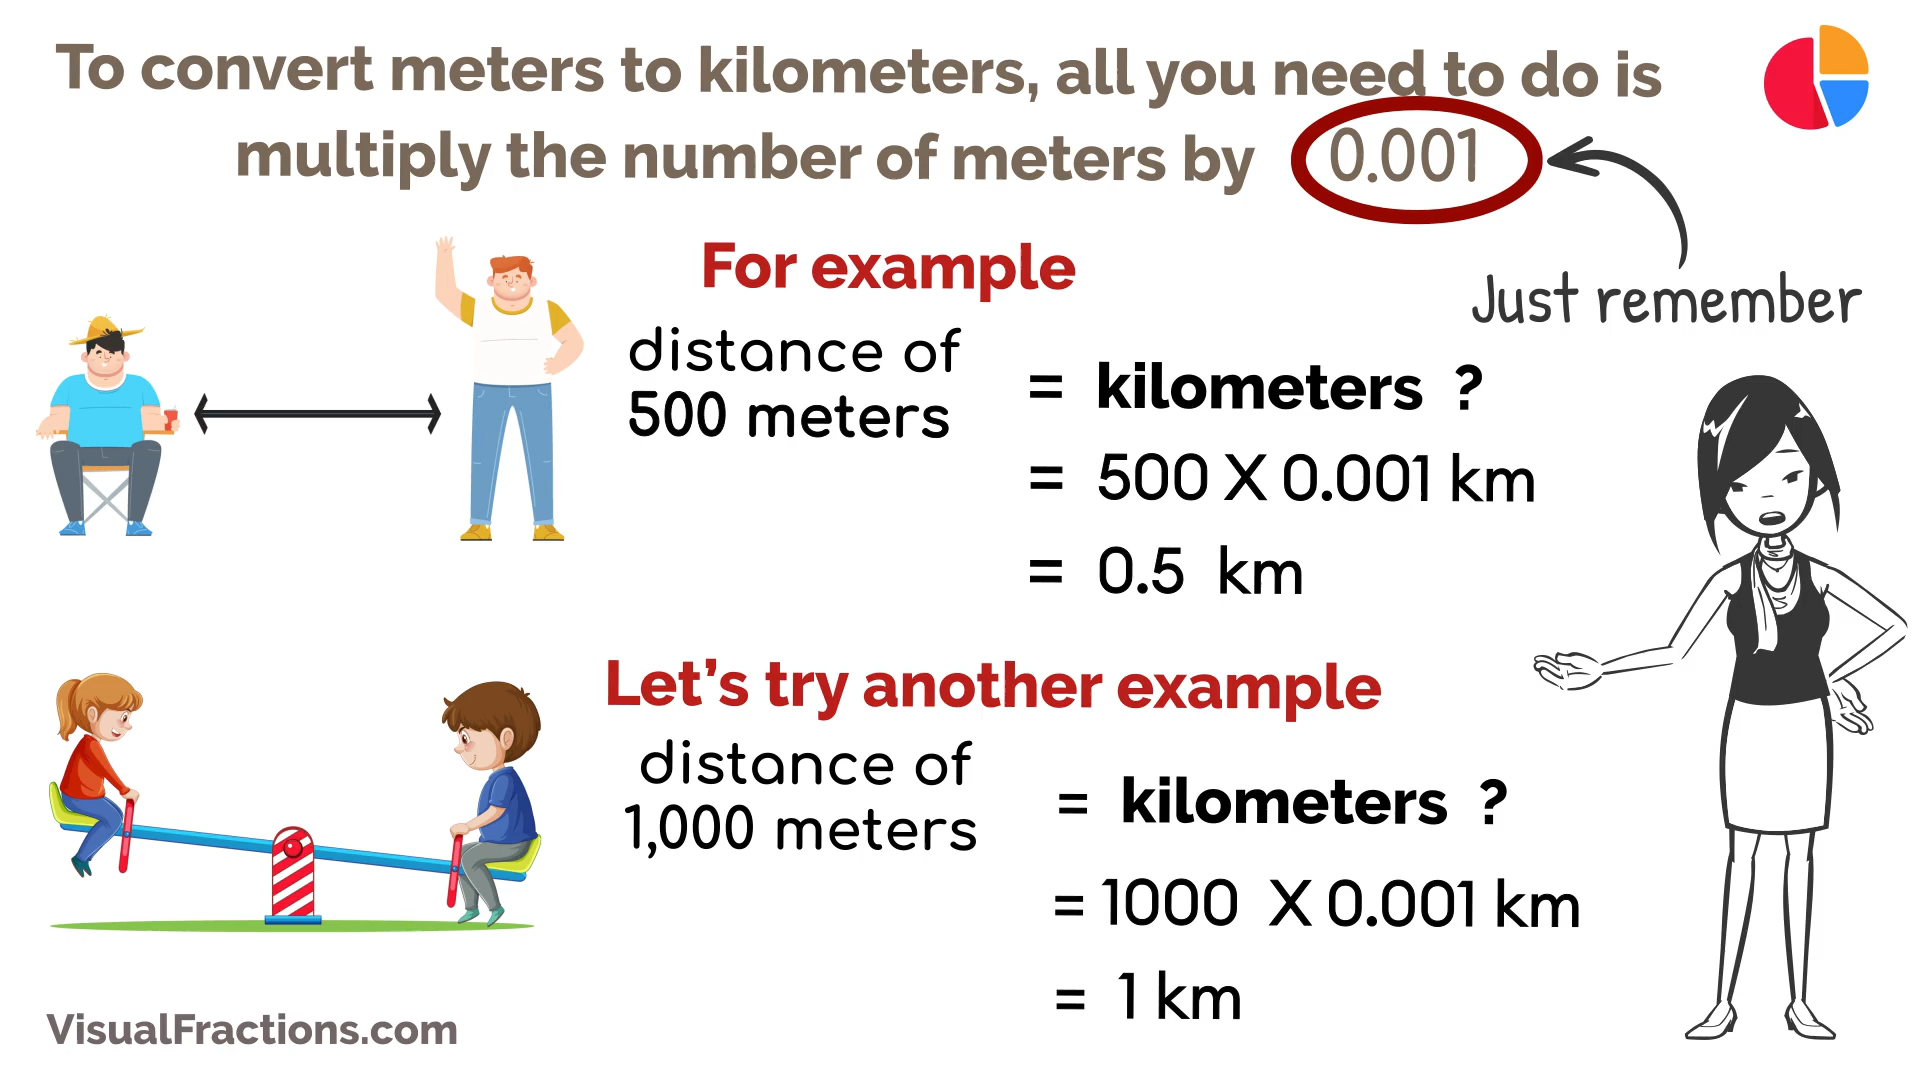 To convert meters to kilometers, all you need to do is
multiply the number of meters by 0.001
Just remember
For example
distance of
500 meters
= kilometers ?
= 500 X 0.001 km
= 0.5 km
Let's try another example
distance of
1,000 meters
= kilometers ?
= 1000 X 0.001 km
= 1 km
VisualFractions.com